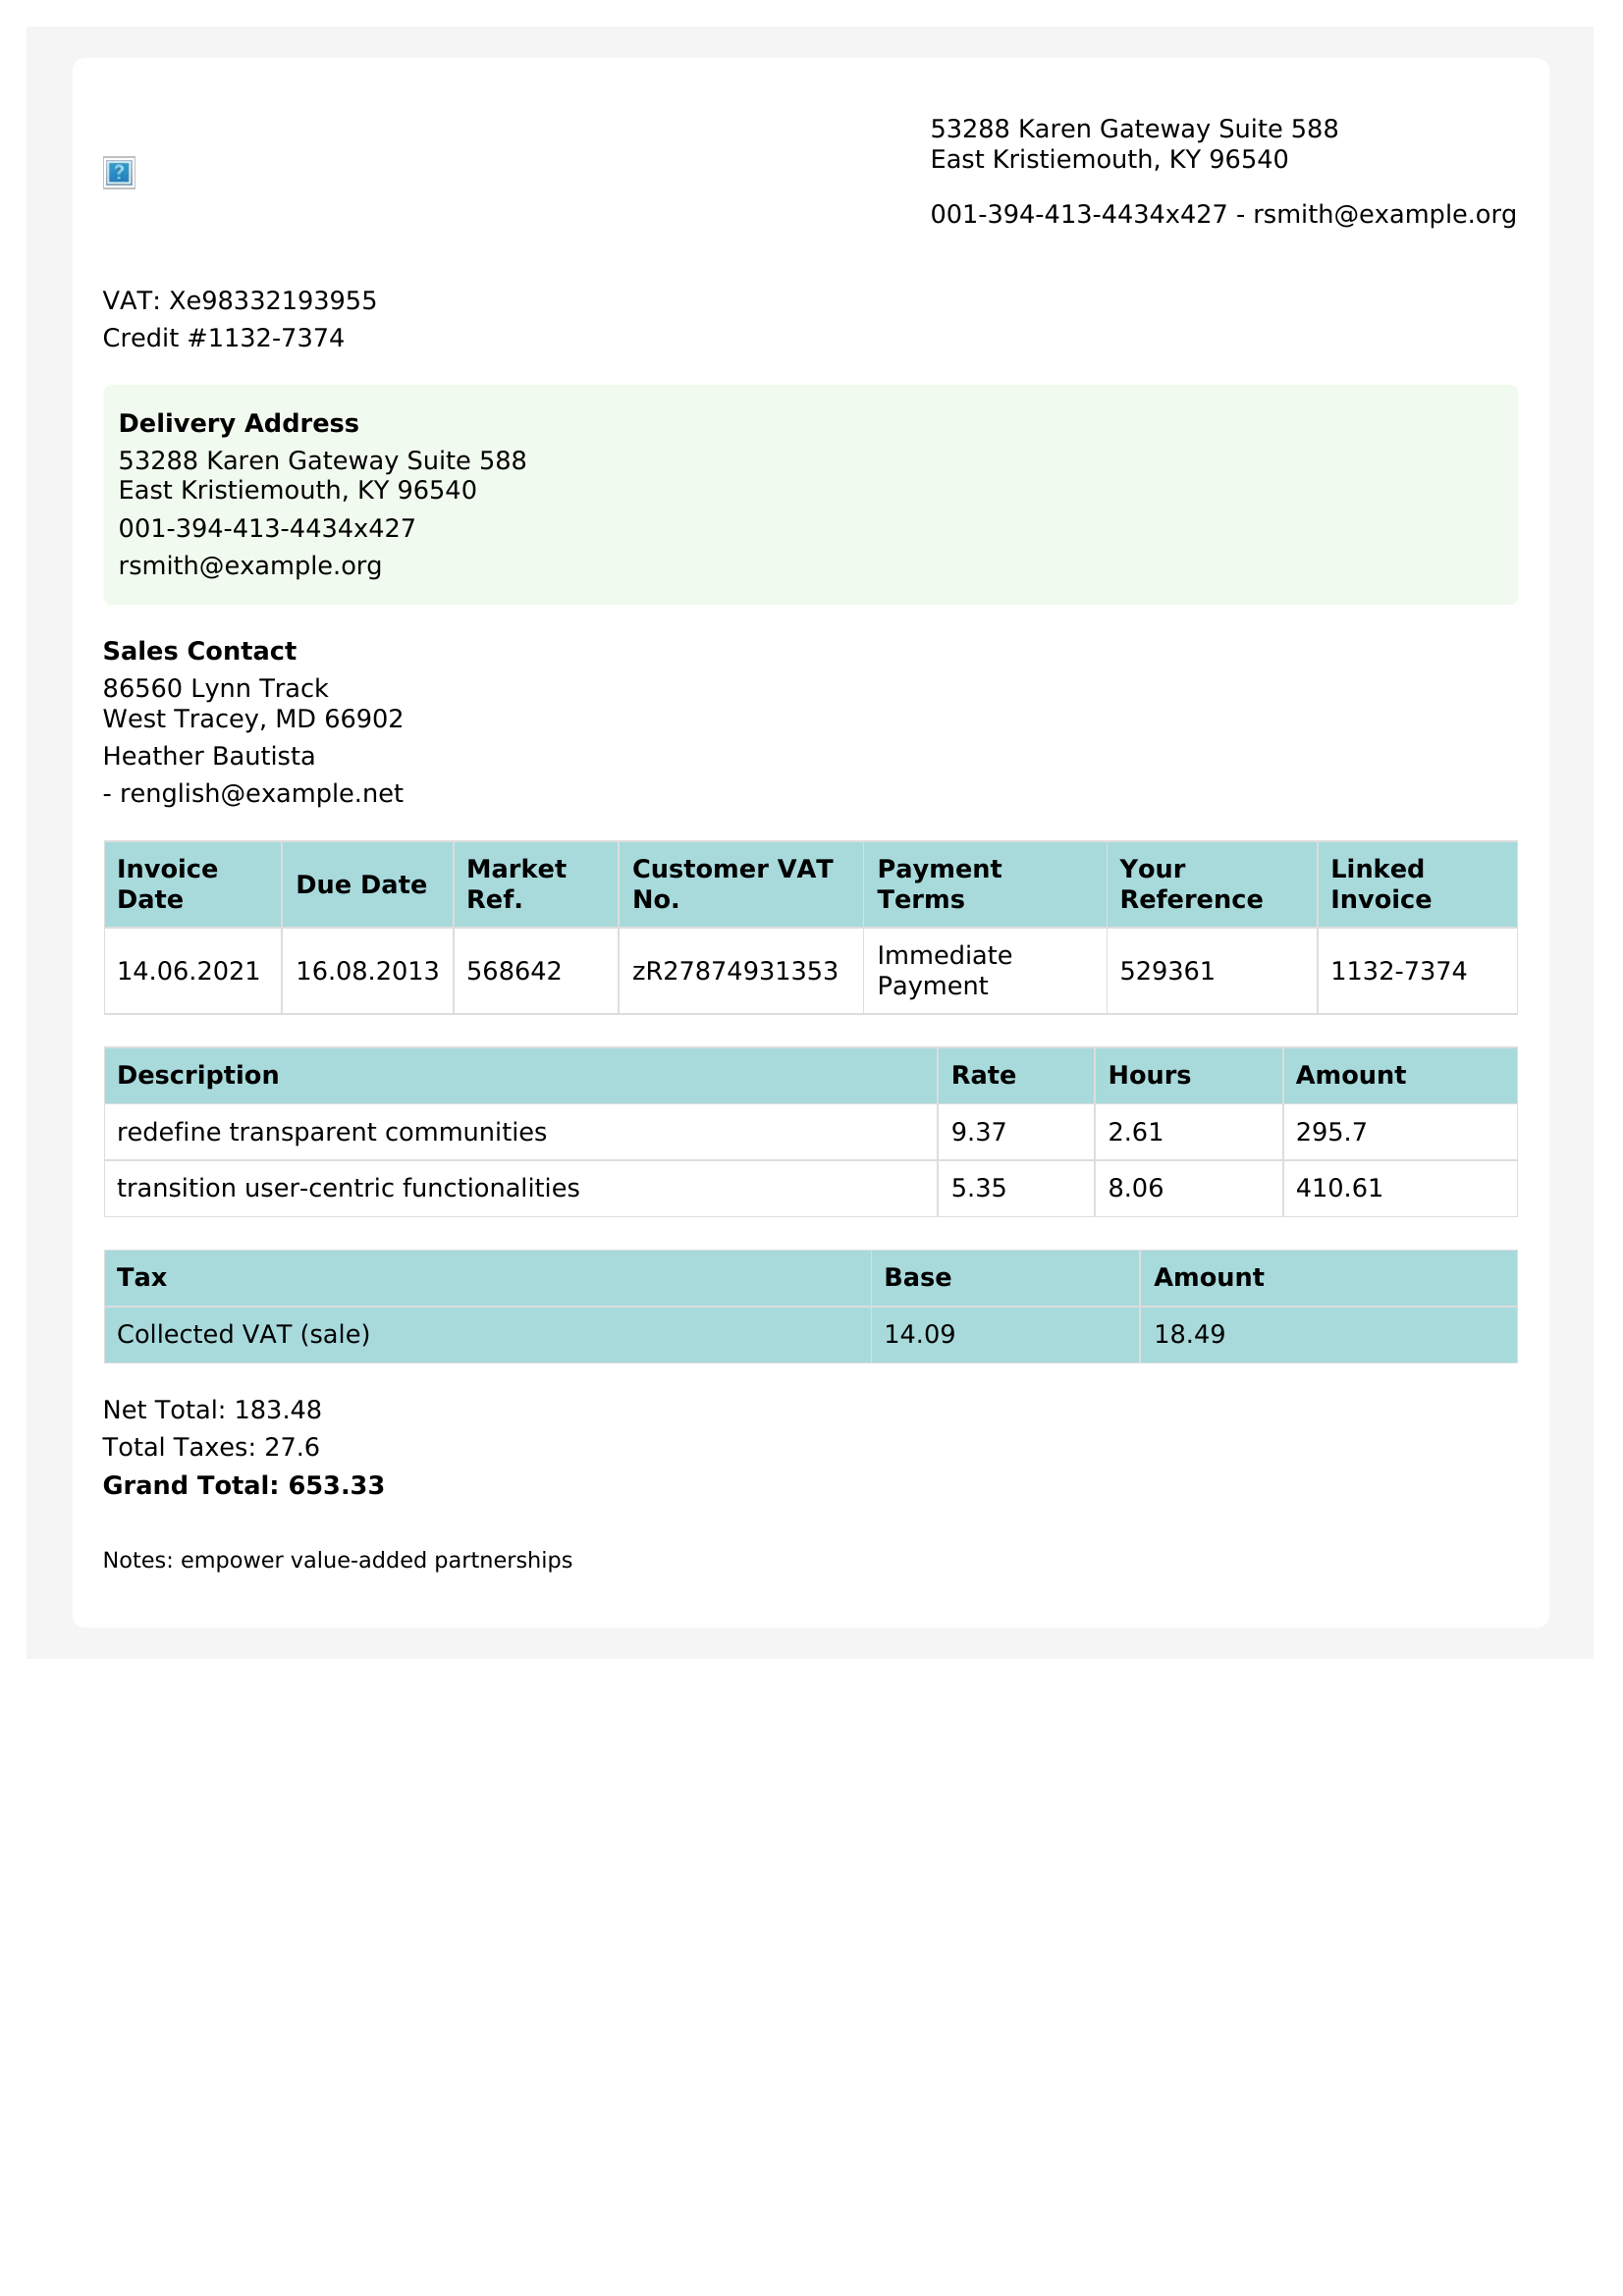 53288 Karen Gateway Suite 588
East Kristiemouth, KY 96540
001-394-413-4434x427 - rsmith@example.org
VAT: Xe98332193955
Credit #1132-7374
Delivery Address
53288 Karen Gateway Suite 588
East Kristiemouth, KY 96540
001-394-413-4434x427
rsmith@example.org
Sales Contact
86560 Lynn Track
West Tracey, MD 66902
Heather Bautista
- renglish@example.net
Invoice Date Due Date Market Ref. Customer VAT No. Payment Terms Your Reference Linked Invoice
14.06.2021 16.08.2013 568642 zR27874931353 Immediate Payment 529361 1132-7374
Description Rate Hours Amount
redefine transparent communities 9.37 2.61 295.7
transition user-centric functionalities 5.35 8.06 410.61
Tax Base Amount
Collected VAT (sale) 14.09 18.49
Net Total: 183.48
Total Taxes: 27.6
Grand Total: 653.33
Notes: empower value-added partnerships